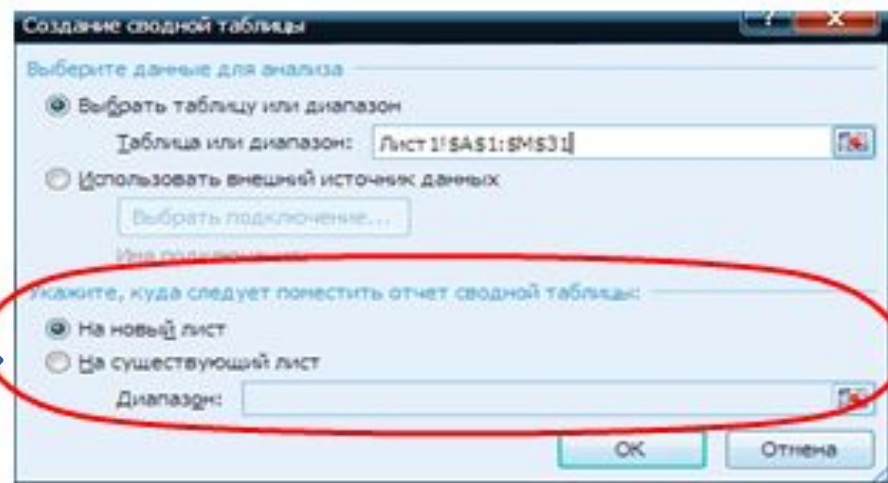 Создание сводной таблицы
Выберите данные для анализа
Выбрать таблицу или диапазон
Таблица или диапазон: Лист1!$A$1:$M$31
Использовать внешний источник данных
Выбрать подключение...
Имя подключения:
Укажите, куда следует поместить отчет сводной таблицы:
На новый лист
На существующий лист
Диапазон:
ОК Отмена